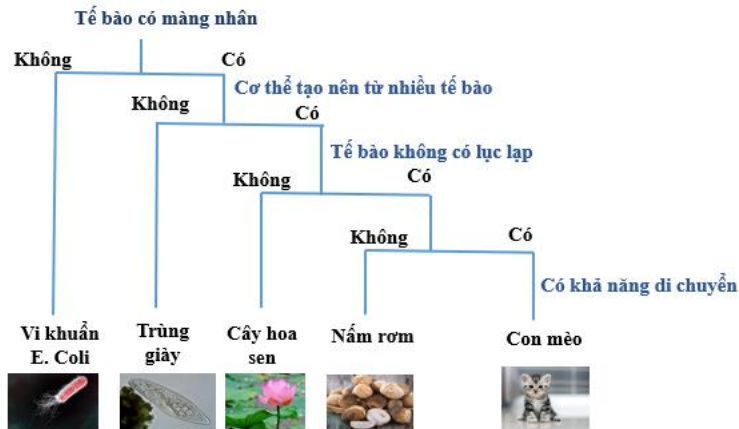 Tế bào có màng nhân
Không
Có
Cơ thể tạo nên từ nhiều tế bào
Không
Có
Tế bào không có lục lạp
Không
Có
Không
Có
Có khả năng di chuyển
Vi khuẩn
E. Coli
Trùng
giày
Cây hoa
sen
Nấm rơm
Con mèo